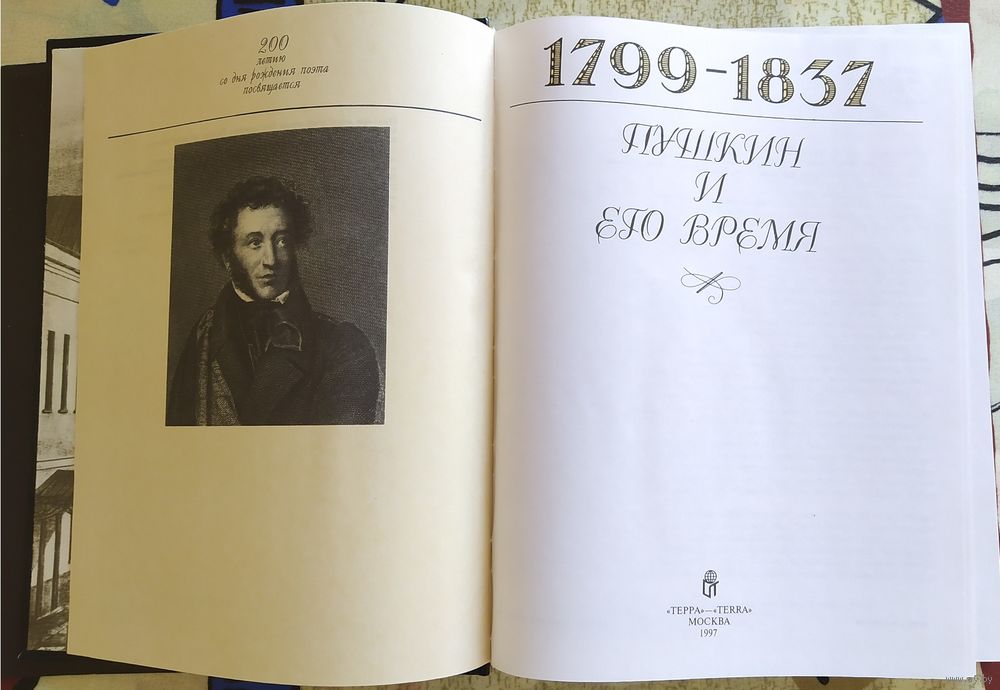 200
летию
со дня рождения поэта
посвящается
1799-1837
ПУШКИН
И
ЕГО ВРЕМЯ
«ТЕРРА»—«TERRA»
МОСКВА
1997